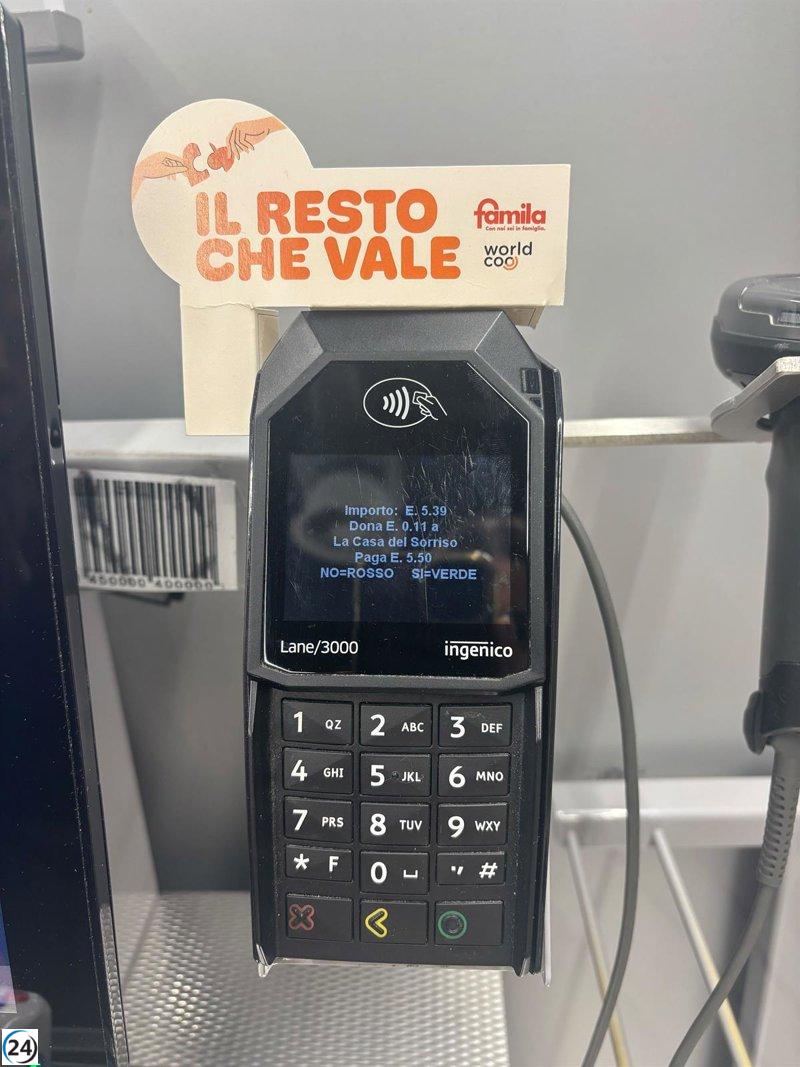 IL RESTO
CHE VALE
famila
Con noi sei in famiglia.
world
coo
Importo: E. 5.39
Dona E. 0.11 a
La Casa del Sorriso
Paga E. 5.50
NO=ROSSO SI=VERDE
Lane/3000
ingenico
1 QZ 2 ABC 3 DEF
4 GHI 5 JKL 6 MNO
7 PRS 8 TUV 9 WXY
* F 0 ., #
24